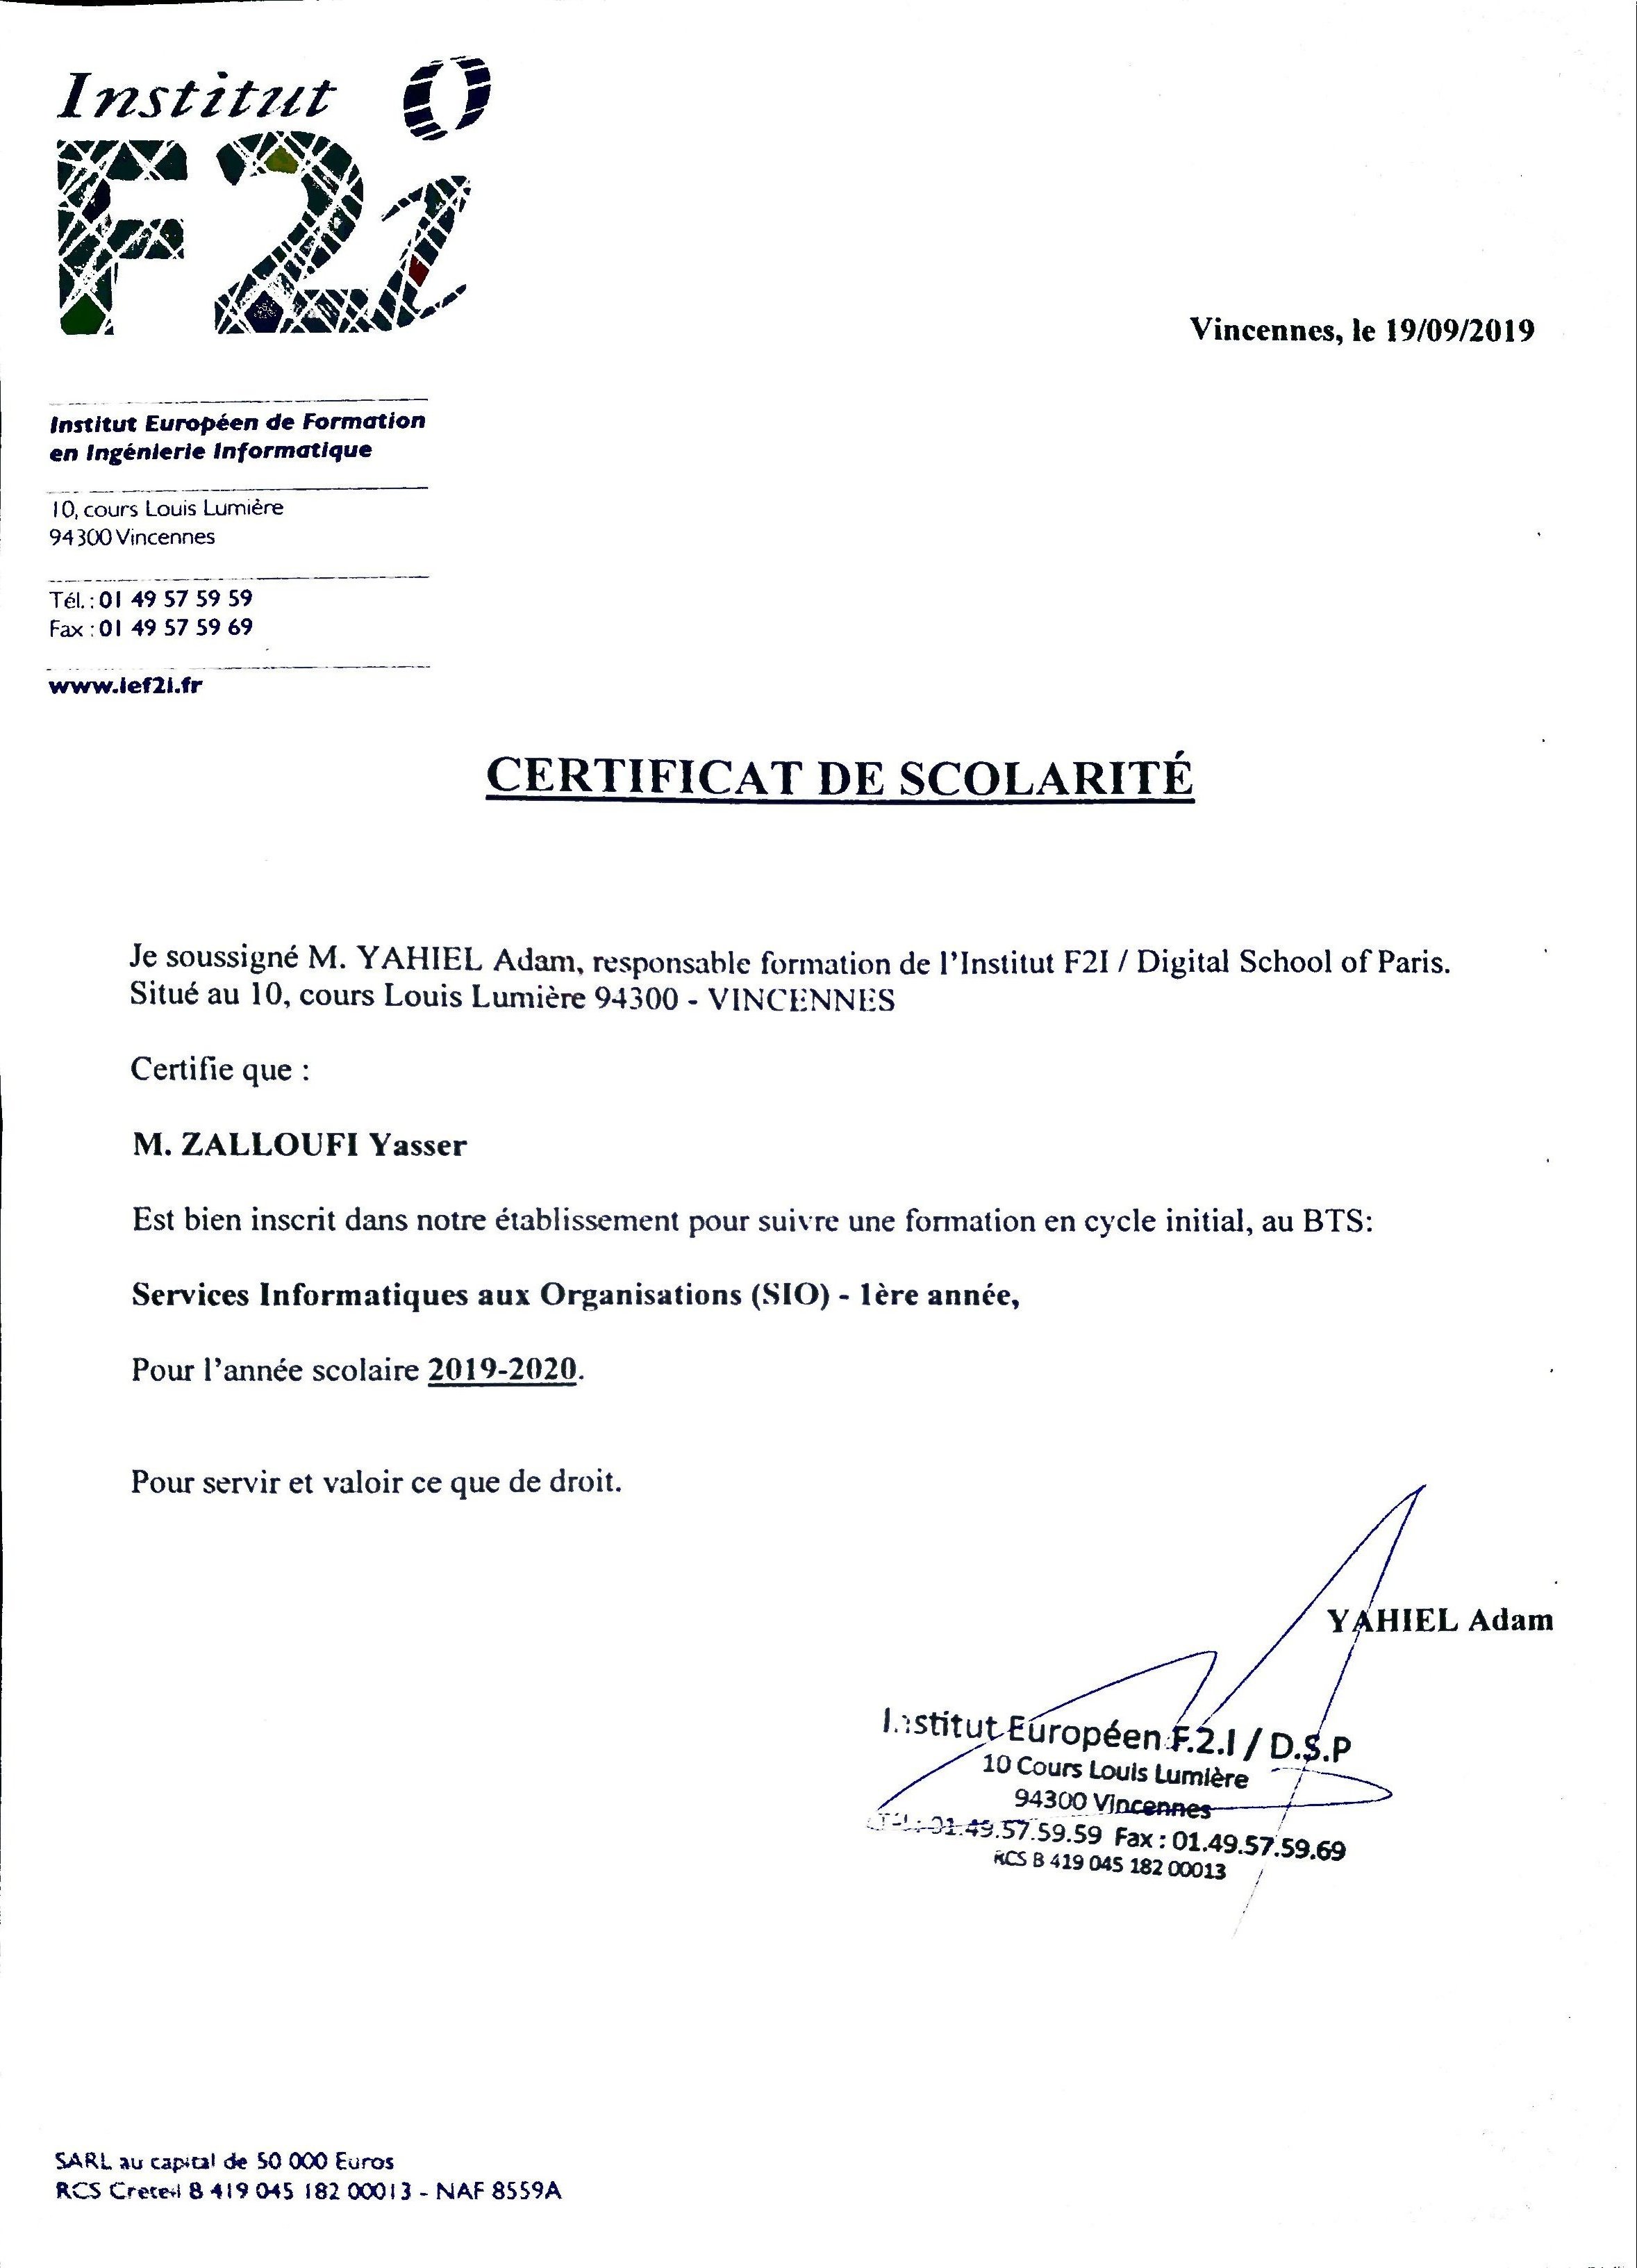 Institut
F2i
Vincennes, le 19/09/2019
Institut Européen de Formation
en Ingénierie Informatique
10, cours Louis Lumière
94300 Vincennes
Tél. : 01 49 57 59 59
Fax : 01 49 57 59 69
www.ief2i.fr
CERTIFICAT DE SCOLARITÉ
Je soussigné M. YAHIEL Adam, responsable formation de l'Institut F2I / Digital School of Paris.
Situé au 10, cours Louis Lumière 94300 - VINCENNES
Certifie que :
M. ZALLOUFI Yasser
Est bien inscrit dans notre établissement pour suivre une formation en cycle initial, au BTS:
Services Informatiques aux Organisations (SIO) - 1ère année,
Pour l'année scolaire 2019-2020.
Pour servir et valoir ce que de droit.
YAHIEL Adam
Institut Européen F.2.I / D.S.P
10 Cours Louis Lumière
94300 Vincennes
Tél : 01.49.57.59.59 Fax : 01.49.57.59.69
RCS B 419 045 182 00013
SARL au capital de 50 000 Euros
RCS Creteil B 419 045 182 00013 - NAF 8559A